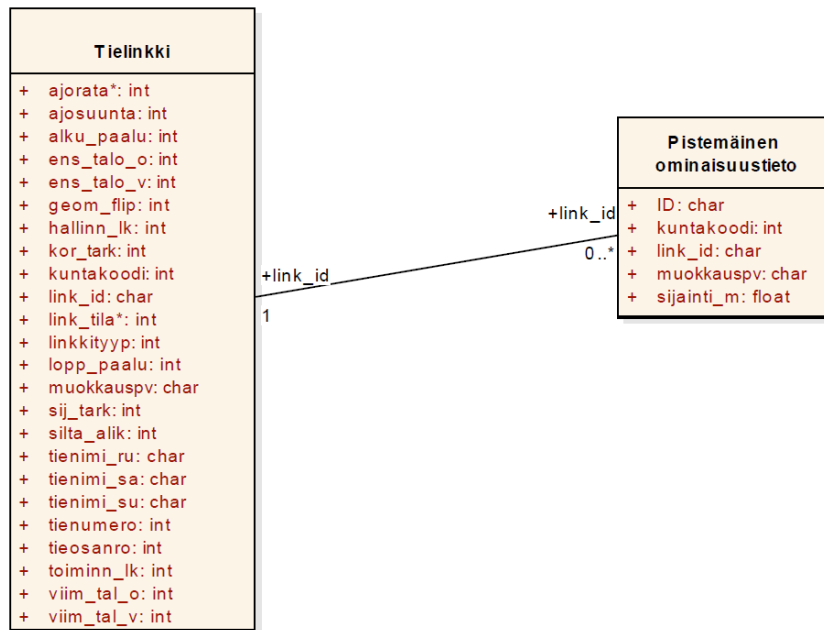 Tielinkki
+ ajorata*: int
+ ajosuunta: int
+ alku_paalu: int
+ ens_talo_o: int
+ ens_talo_v: int
+ geom_flip: int
+ hallinn_lk: int
+ kor_tark: int
+ kuntakoodi: int
+ link_id: char
+ link_tila*: int
+ linkkityyp: int
+ lopp_paalu: int
+ muokkauspv: char
+ sij_tark: int
+ silta_alik: int
+ tienimi_ru: char
+ tienimi_sa: char
+ tienimi_su: char
+ tienumero: int
+ tieosanro: int
+ toiminn_lk: int
+ viim_tal_o: int
+ viim_tal_v: int
+link_id
1
+link_id
0..*
Pistemäinen
ominaisuustieto
+ ID: char
+ kuntakoodi: int
+ link_id: char
+ muokkauspv: char
+ sijainti_m: float